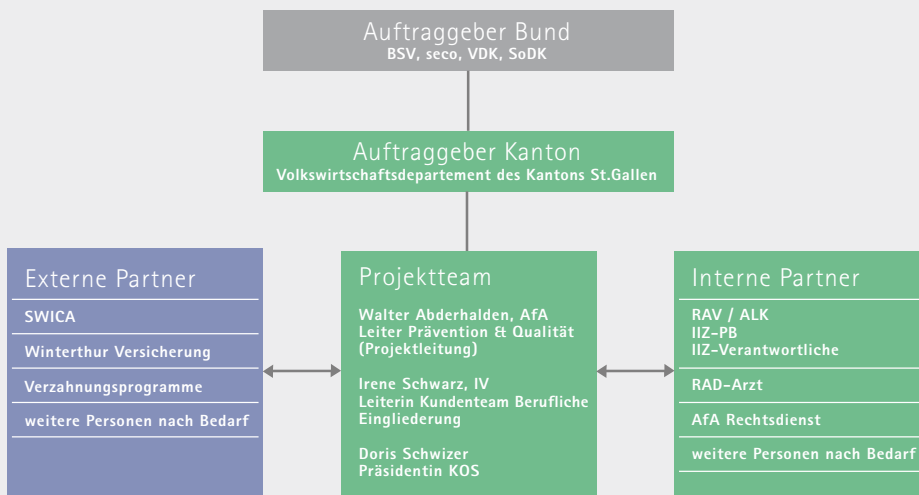 Auftraggeber Bund
BSV, seco, VDK, SoDK
Auftraggeber Kanton
Volkswirtschaftsdepartement des Kantons St.Gallen
Externe Partner
SWICA
Winterthur Versicherung
Verzahnungsprogramme
weitere Personen nach Bedarf
Projektteam
Walter Abderhalden, AfA
Leiter Prävention & Qualität
(Projektleitung)
Irene Schwarz, IV
Leiterin Kundenteam Berufliche
Eingliederung
Doris Schwizer
Präsidentin KOS
Interne Partner
RAV / ALK
IIZ-PB
IIZ-Verantwortliche
RAD-Arzt
AfA Rechtsdienst
weitere Personen nach Bedarf